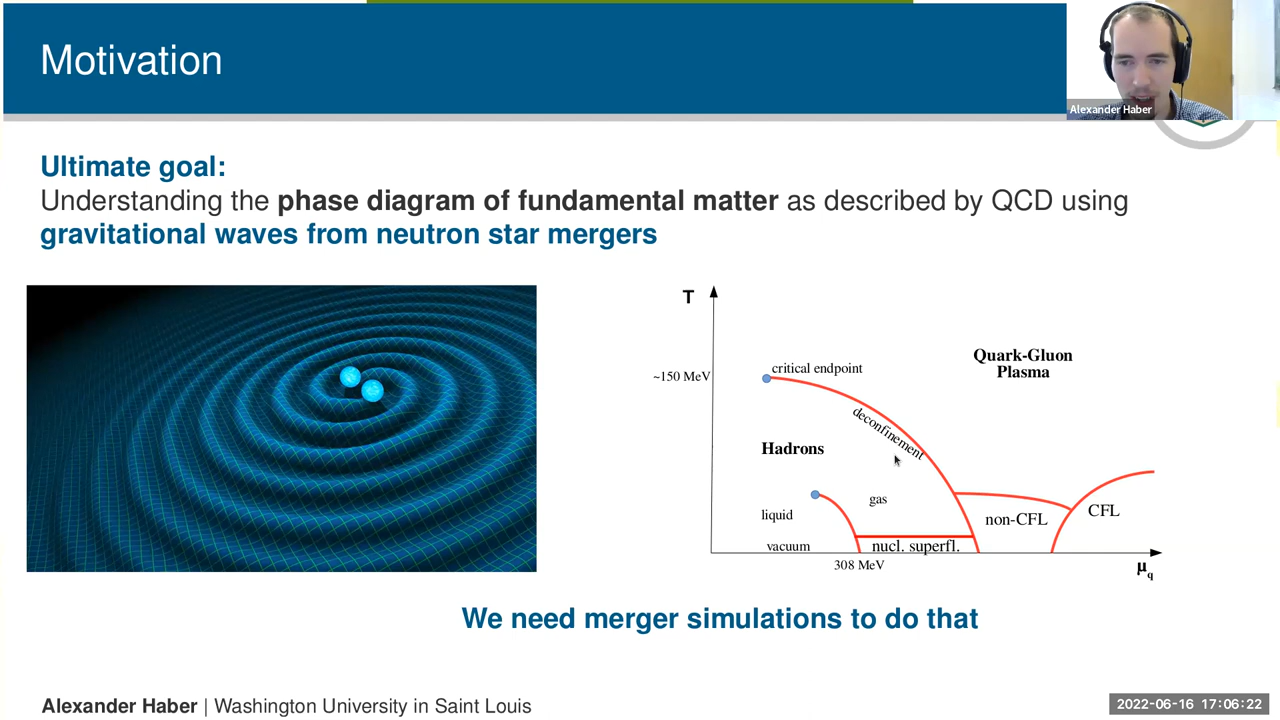 Motivation
Alexander Haber
Ultimate goal:
Understanding the phase diagram of fundamental matter as described by QCD using
gravitational waves from neutron star mergers
T
~150 MeV
critical endpoint
Quark-Gluon
Plasma
deconfinement
Hadrons
gas
liquid
non-CFL
CFL
vacuum
nucl. superfl.
308 MeV
μq
We need merger simulations to do that
Alexander Haber | Washington University in Saint Louis
2022-06-16 17:06:22